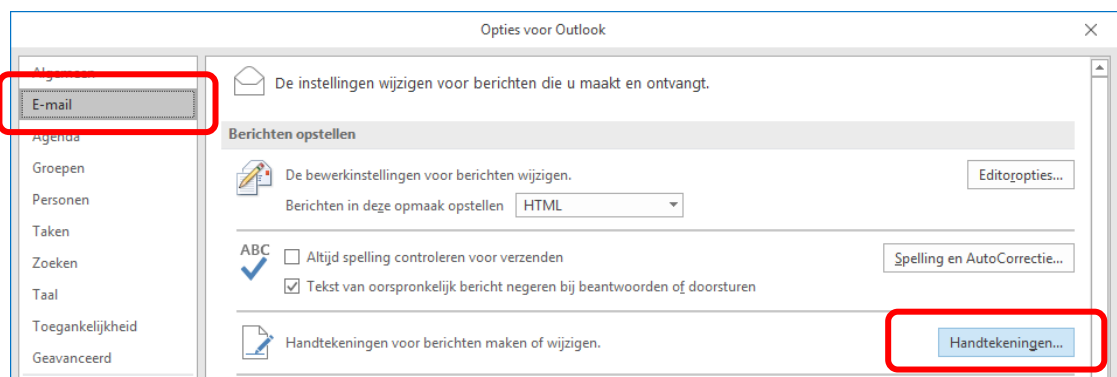 Opties voor Outlook
Algemeen
E-mail
Agenda
Groepen
Personen
Taken
Zoeken
Taal
Toegankelijkheid
Geavanceerd
De instellingen wijzigen voor berichten die u maakt en ontvangt.
Berichten opstellen
De bewerkinstellingen voor berichten wijzigen.
Editoropties...
Berichten in deze opmaak opstellen HTML
ABC
Altijd spelling controleren voor verzenden
Spelling en AutoCorrectie...
Tekst van oorspronkelijk bericht negeren bij beantwoorden of doorsturen
Handtekeningen voor berichten maken of wijzigen.
Handtekeningen...